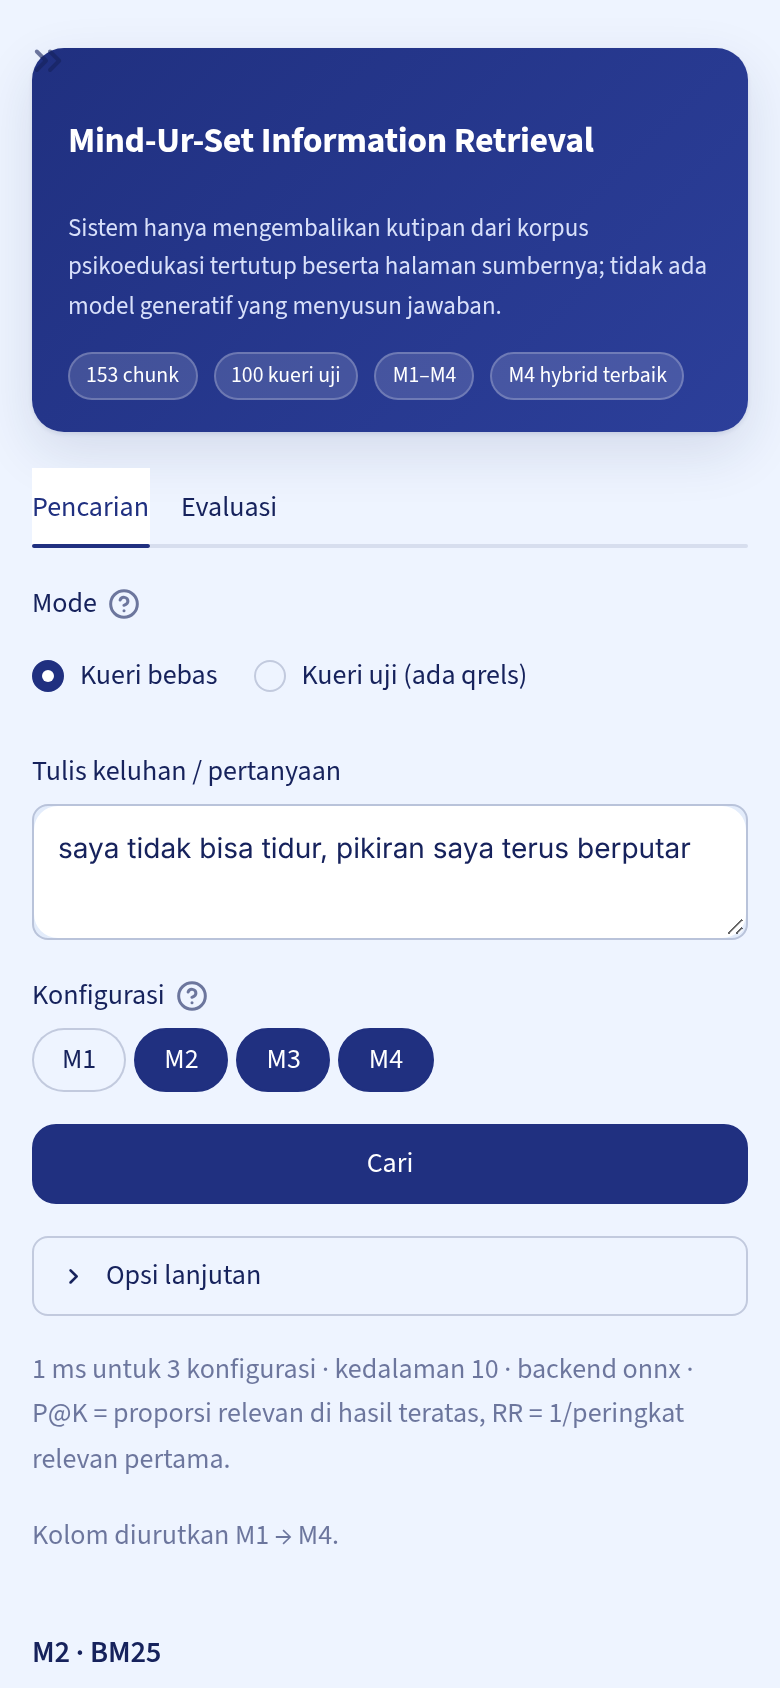 Mind-Ur-Set Information Retrieval
Sistem hanya mengembalikan kutipan dari korpus
psikoedukasi tertutup beserta halaman sumbernya; tidak ada
model generatif yang menyusun jawaban.
153 chunk 100 kueri uji M1–M4 M4 hybrid terbaik
Pencarian Evaluasi
Mode
Kueri bebas Kueri uji (ada qrels)
Tulis keluhan / pertanyaan
saya tidak bisa tidur, pikiran saya terus berputar
Konfigurasi
M1 M2 M3 M4
Cari
Opsi lanjutan
1 ms untuk 3 konfigurasi · kedalaman 10 · backend onnx ·
P@K = proporsi relevan di hasil teratas, RR = 1/peringkat
relevan pertama.
Kolom diurutkan M1 → M4.
M2 · BM25